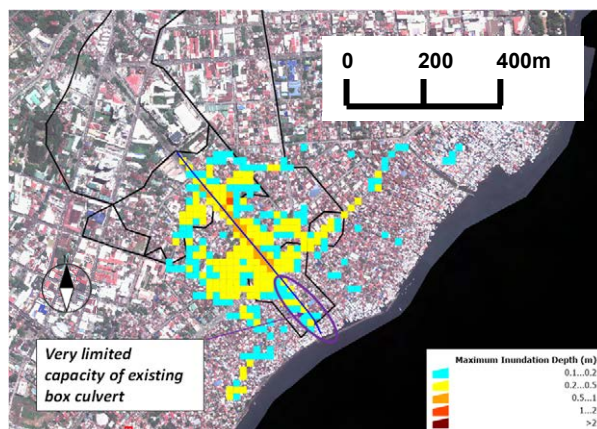 0 200 400m
Very limited
capacity of existing
box culvert
Maximum Inundation Depth (m)
0.1...0.2
0.2...0.5
0.5...1
1...2
>2